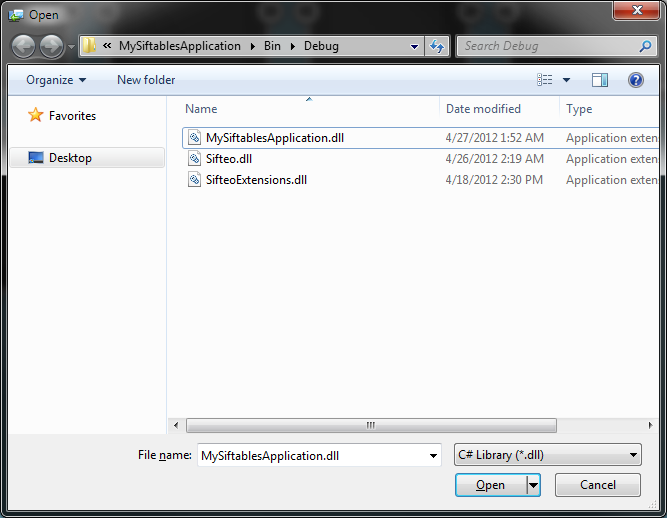 Open
« MySiftablesApplication Bin Debug Search Debug
Organize New folder
Favorites
Desktop
Name Date modified Type
MySiftablesApplication.dll 4/27/2012 1:52 AM Application exten
Sifteo.dll 4/26/2012 2:19 AM Application exten
SifteoExtensions.dll 4/18/2012 2:30 PM Application exten
File name: MySiftablesApplication.dll C# Library (*.dll)
Open Cancel